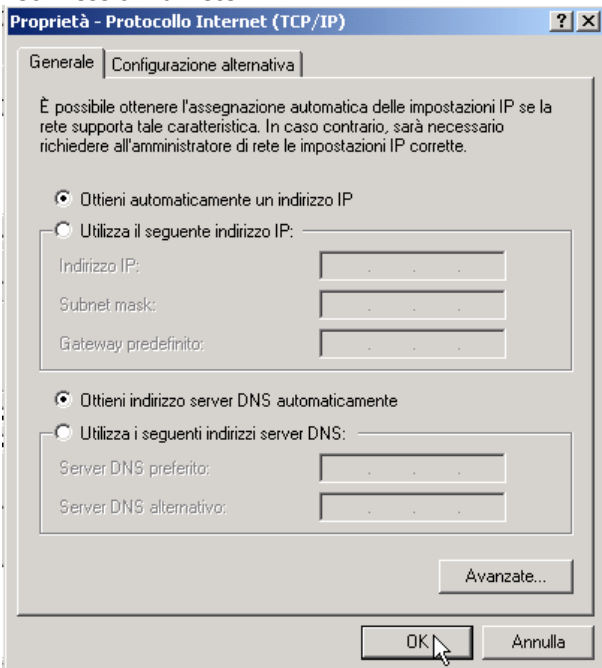 Proprietà - Protocollo Internet (TCP/IP)
Generale
Configurazione alternativa
È possibile ottenere l'assegnazione automatica delle impostazioni IP se la
rete supporta tale caratteristica. In caso contrario, sarà necessario
richiedere all'amministratore di rete le impostazioni IP corrette.
Ottieni automaticamente un indirizzo IP
Utilizza il seguente indirizzo IP:
Indirizzo IP:
Subnet mask:
Gateway predefinito:
Ottieni indirizzo server DNS automaticamente
Utilizza i seguenti indirizzi server DNS:
Server DNS preferito:
Server DNS alternativo:
Avanzate...
OK
Annulla